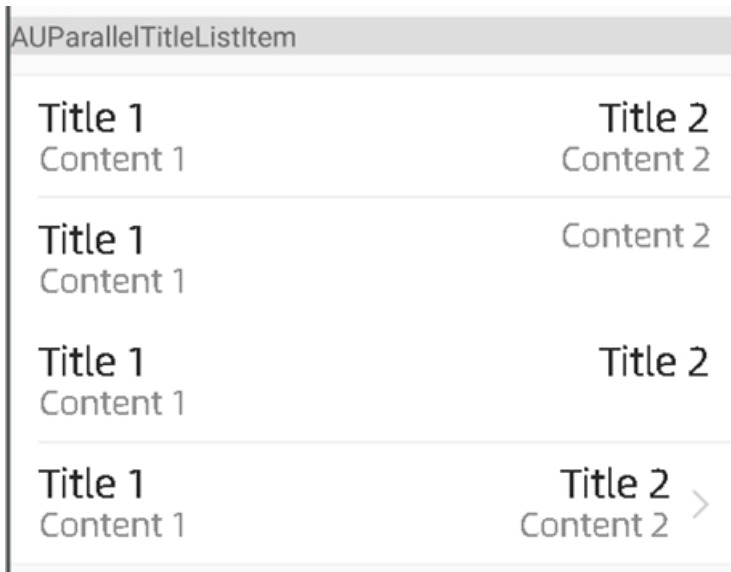 AUParallelTitleListItem
Title 1 Title 2
Content 1 Content 2
Title 1 Content 2
Content 1
Title 1 Title 2
Content 1
Title 1 Title 2
Content 1 Content 2